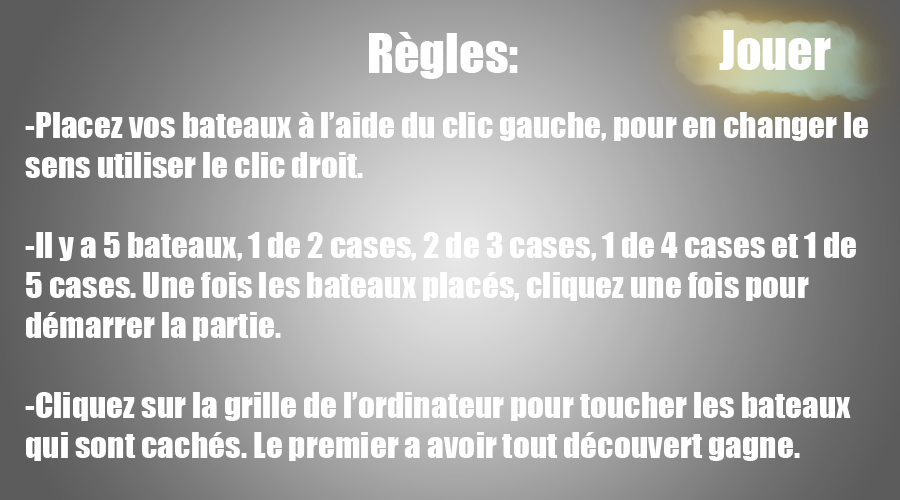 Règles:
Jouer
-Placez vos bateaux à l'aide du clic gauche, pour en changer le
sens utiliser le clic droit.
-Il y a 5 bateaux, 1 de 2 cases, 2 de 3 cases, 1 de 4 cases et 1 de
5 cases. Une fois les bateaux placés, cliquez une fois pour
démarrer la partie.
-Cliquez sur la grille de l'ordinateur pour toucher les bateaux
qui sont cachés. Le premier a avoir tout découvert gagne.